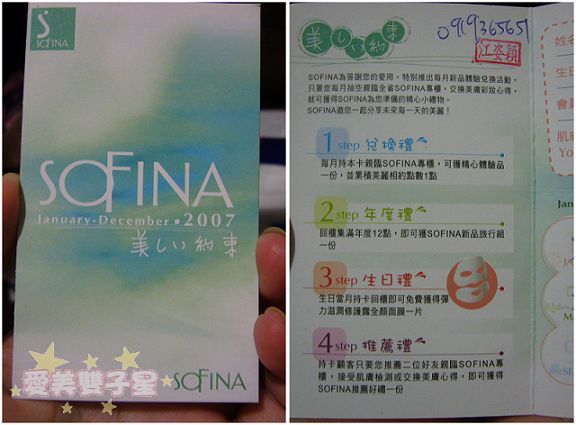 SOFINA
SOFINA
January-December 2007
美しい約束
愛美雙子星
SOFINA
美しい約束
SOFINA為答謝您的愛用，特別推出每月新品體驗兌換活動，
只要您每月抽空親臨全省SOFINA專櫃，交換美膚彩妝心得，
就可獲得SOFINA為您準備的精心小禮物。
SOFINA邀您一起分享未來每一天的美麗！
1 step 兌換禮
每月持本卡親臨SOFINA專櫃，可獲精心體驗品
一份，並累積美麗相約點數1點
2 step 年度禮
回櫃集滿年度12點，即可獲SOFINA新品旅行組
一份
3 step 生日禮
生日當月持卡回櫃即可免費獲得彈
力滋潤修護露全顏面膜一片
4 step 推薦禮
持卡顧客只要您推薦二位好友親臨SOFINA專
櫃，接受肌膚檢測或交換美膚心得，即可獲得
SOFINA推薦好禮一份
姓名
生日
會員
肌膚
Yo
Jan
JA
MA
SE